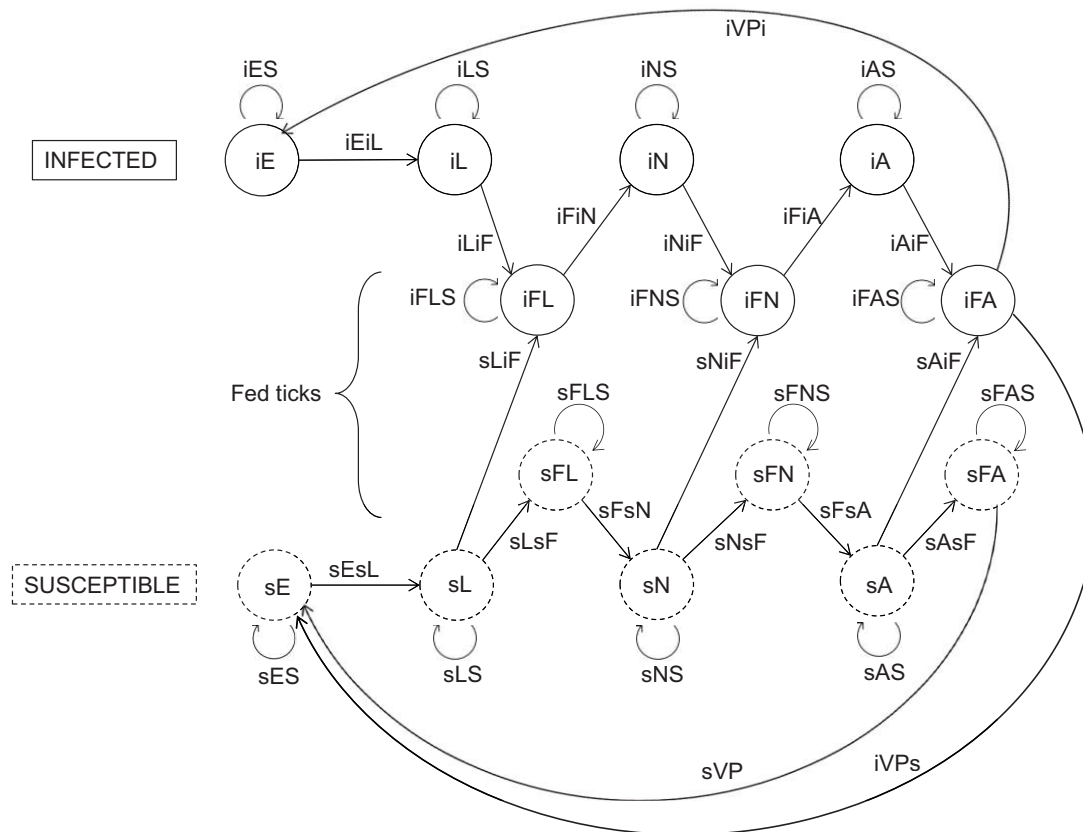 iVPi
iES
iLS
iNS
iAS
INFECTED
iE
iEiL
iL
iN
iA
iLiF
iFiN
iNiF
iFiA
iAiF
iFLS
iFL
iFNS
iFN
iFAS
iFA
sLiF
sNiF
sAiF
Fed ticks
sFLS
sFNS
sFAS
sFL
sFN
sFA
sFsN
sFsA
sLsF
sNsF
sAsF
SUSCEPTIBLE
sE
sEsL
sL
sN
sA
sES
sLS
sNS
sAS
sVP
iVPs